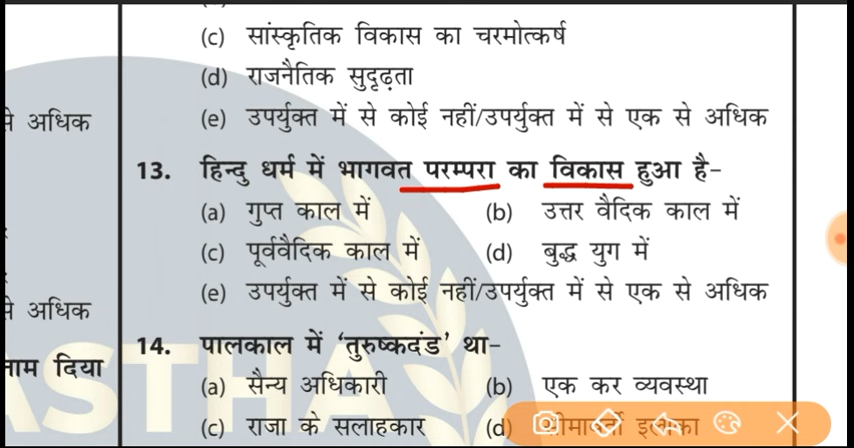 (c) सांस्कृतिक विकास का चरमोत्कर्ष
(d) राजनैतिक सुदृढ़ता
से अधिक
(e) उपर्युक्त में से कोई नहीं/उपर्युक्त में से एक से अधिक
13. हिन्दु धर्म में भागवत परम्परा का विकास हुआ है-
(a) गुप्त काल में (b) उत्तर वैदिक काल में
(c) पूर्ववैदिक काल में (d) बुद्ध युग में
(e) उपर्युक्त में से कोई नहीं/उपर्युक्त में से एक से अधिक
से अधिक
14. पालकाल में ‘तुरुष्कदंड’ था-
नाम दिया
(a) सैन्य अधिकारी (b) एक कर व्यवस्था
(c) राजा के सलाहकार (d)
ASTHA